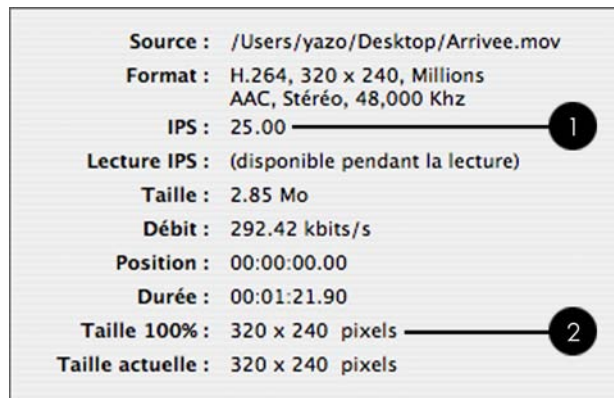 Source : /Users/yazo/Desktop/Arrivee.mov
Format : H.264, 320 x 240, Millions
AAC, Stéréo, 48,000 Khz
IPS : 25.00 1
Lecture IPS : (disponible pendant la lecture)
Taille : 2.85 Mo
Débit : 292.42 kbits/s
Position : 00:00:00.00
Durée : 00:01:21.90
Taille 100% : 320 x 240 pixels 2
Taille actuelle : 320 x 240 pixels